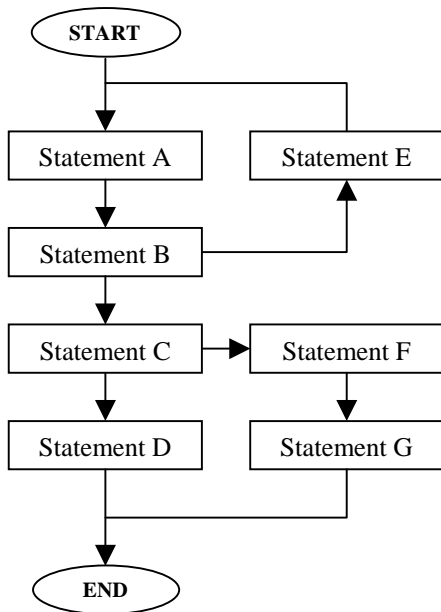 START
Statement A
Statement E
Statement B
Statement C
Statement F
Statement D
Statement G
END